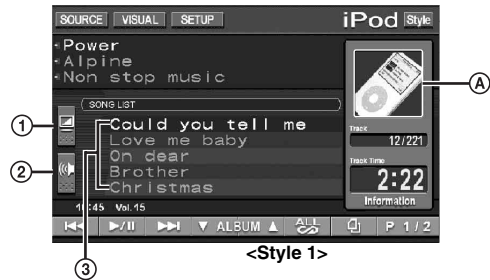 SOURCE VISUAL SETUP iPod Style
Power
Alpine
Non stop music
A
SONG LIST
1
Could you tell me
Love me baby
On dear
Brother
Christmas
2
Track
12/221
Track Time
2:22
Information
Vol. 15
▼ ALBUM ▲ ALL P 1/2
<Style 1>
3